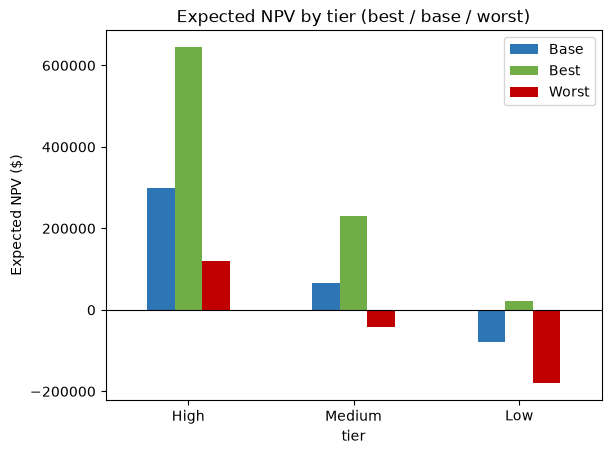 Expected NPV by tier (best / base / worst)
Base
Best
Worst
600000
400000
200000
0
−200000
Expected NPV ($)
High
Medium
Low
tier